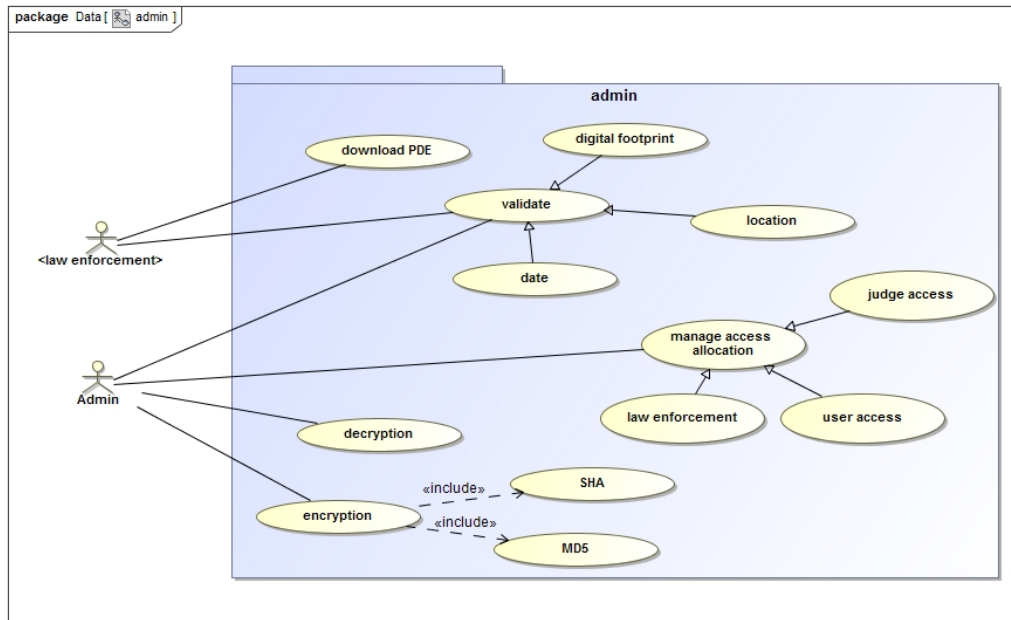 package Data [ admin ]
admin
digital footprint
download PDE
validate
location
<law enforcement>
date
judge access
manage access
allocation
Admin
law enforcement
user access
decryption
«include»
SHA
encryption
«include»
MD5